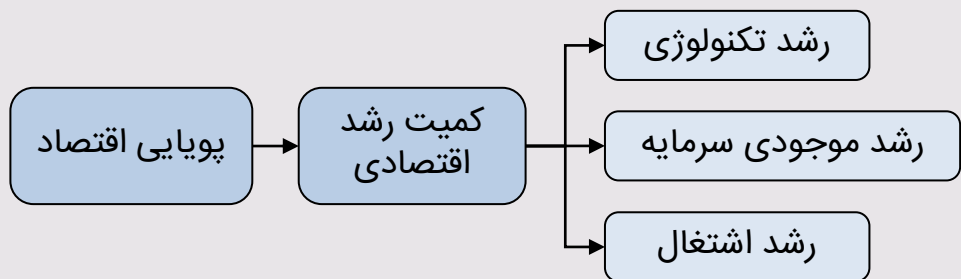 پویایی اقتصاد
کمیت رشد
اقتصادی
رشد تکنولوژی
رشد موجودی سرمایه
رشد اشتغال